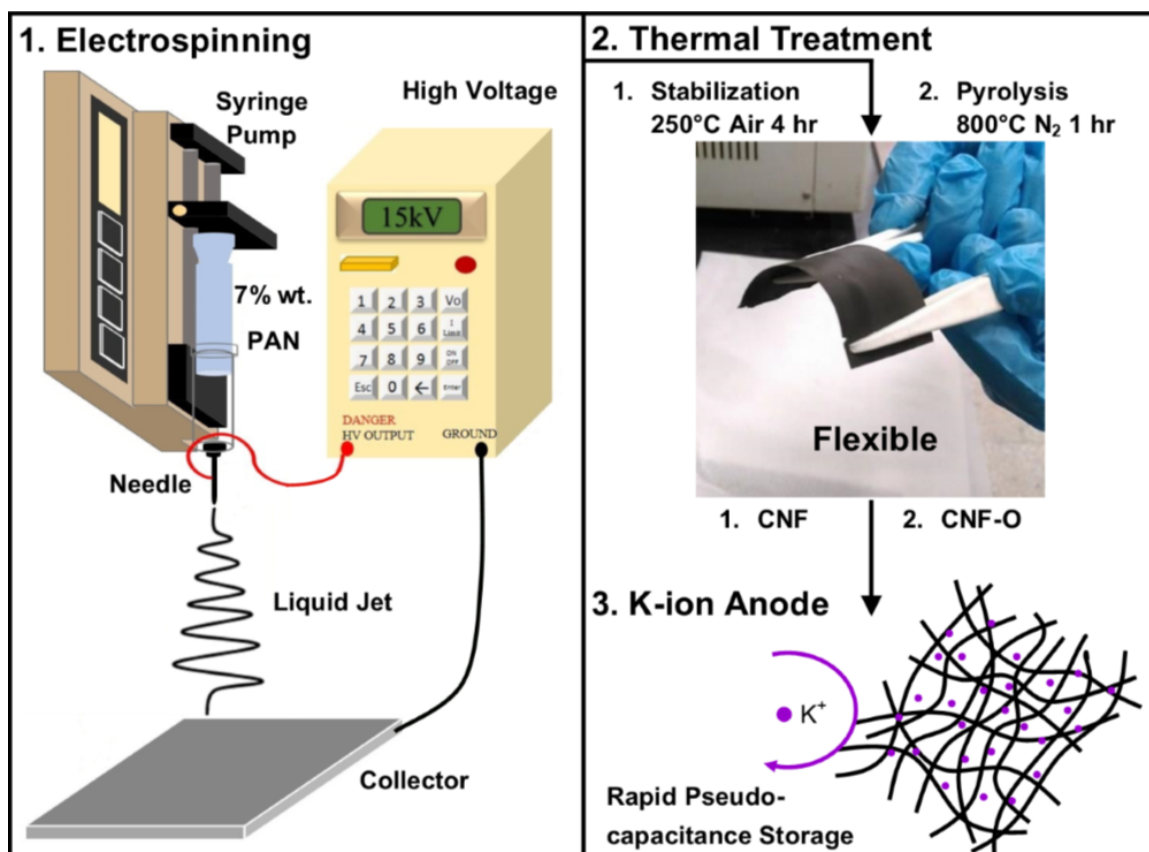 1. Electrospinning
Syringe
Pump
High Voltage
15kV
7% wt.
PAN
1 2 3 Vo
4 5 6 I
7 8 9 ON
OFF
Esc 0 ← Enter
DANGER
HV OUTPUT
GROUND
Needle
Liquid Jet
Collector
2. Thermal Treatment
1. Stabilization
250°C Air 4 hr
2. Pyrolysis
800°C N₂ 1 hr
Flexible
1. CNF
2. CNF-O
3. K-ion Anode
K⁺
Rapid Pseudo-
capacitance Storage